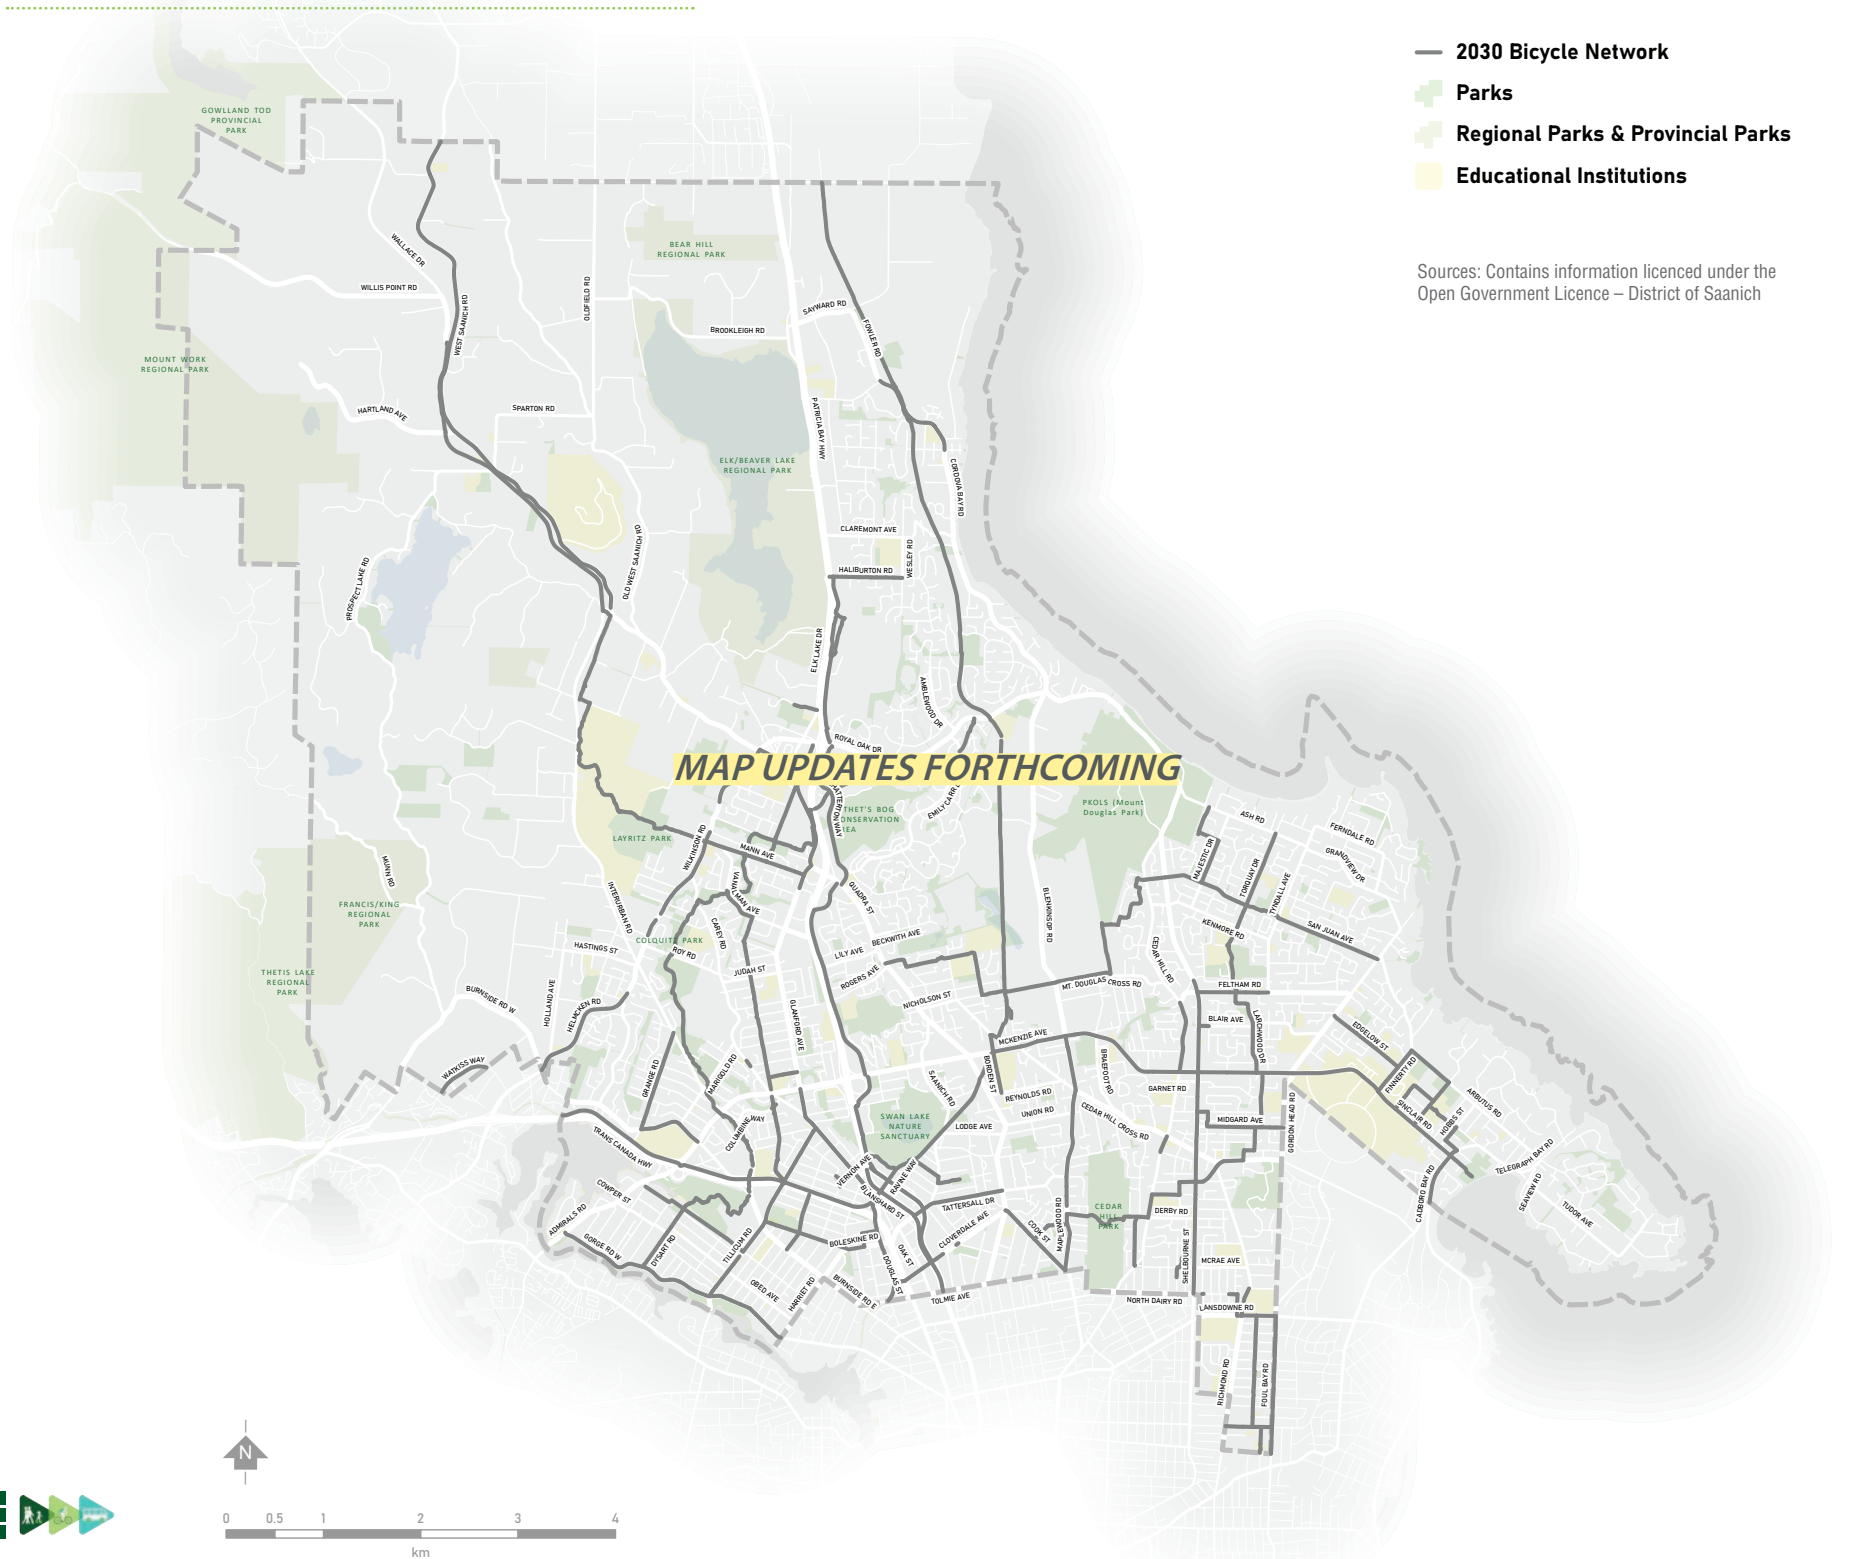 2030 Bicycle Network
Parks
Regional Parks & Provincial Parks
Educational Institutions
Sources: Contains information licenced under the
Open Government Licence – District of Saanich
GOWLLAND TOD
PROVINCIAL
PARK
WALLACE DR
BEAR HILL
REGIONAL PARK
WILLIS POINT RD
OLDFIELD RD
WEST SAANICH RD
SAYWARD RD
BROOKLEIGH RD
FOWLER RD
MOUNT WORK
REGIONAL PARK
HARTLAND AVE
SPARTON RD
PATRICIA BAY HWY
ELK/BEAVER LAKE
REGIONAL PARK
CORDOVA BAY RD
CLAREMONT AVE
WESLEY RD
OLD WEST SAANICH RD
HALIBURTON RD
PROSPECT LAKE RD
ELK LAKE DR
AMBLEWOOD DR
ROYAL OAK DR
MAP UPDATES FORTHCOMING
EMILY CARR
PKOLS (Mount
Douglas Park)
ASH RD
FERNDALE RD
GRANDVIEW DR
LAYRITZ PARK
WILKINSON RD
MANN AVE
MAJESTIC DR
TORQUAY DR
TYNDALL AVE
MUNN RD
VANALMAN AVE
QUADRA ST
INTERURBAN RD
FRANCIS/KING
REGIONAL
PARK
BLENKINSOP RD
CAREY RD
COLQUITZ PARK
HASTINGS ST
ROY RD
LILY AVE
BECKWITH AVE
KENMORE RD
SAN JUAN AVE
CEDAR HILL RD
THETIS LAKE
REGIONAL
PARK
JUDAH ST
ROGERS AVE
MT. DOUGLAS CROSS RD
FELTHAM RD
BURNSIDE RD W
HOLLAND AVE
HELMCKEN RD
GLANFORD AVE
NICHOLSON ST
BLAIR AVE
LARCHWOOD DR
EDGELOW ST
MCKENZIE AVE
WATKISS WAY
GRANGE RD
MARIGOLD RD
SAANICH RD
BORDEN ST
BRAEFOOT RD
REYNOLDS RD
GARNET RD
FINNERTY RD
ARBUTUS RD
SINCLAIR RD
HOBBS ST
SWAN LAKE
NATURE
SANCTUARY
UNION RD
LODGE AVE
CEDAR HILL CROSS RD
MIDGARD AVE
GORDON HEAD RD
COLUMBINE WAY
TRANS CANADA HWY
VERNON AVE
RAVINE WAY
TELEGRAPH BAY RD
CADBORO BAY RD
SEAVIEW RD
TUDOR AVE
COWPER ST
BLANSHARD ST
TATTERSALL DR
ADMIRALS RD
GORGE RD W
DYSART RD
TILLICUM RD
BOLESKINE RD
OAK ST
CLOVERDALE AVE
COOK ST
MAPLEWOOD RD
CEDAR
HILL
PARK
DERBY RD
SHELBOURNE ST
MCRAE AVE
DOUGLAS ST
OBED AVE
HARRIET RD
BURNSIDE RD E
TOLMIE AVE
NORTH DAIRY RD
LANSDOWNE RD
RICHMOND RD
FOUL BAY RD
N
0 0.5 1 2 3 4
km